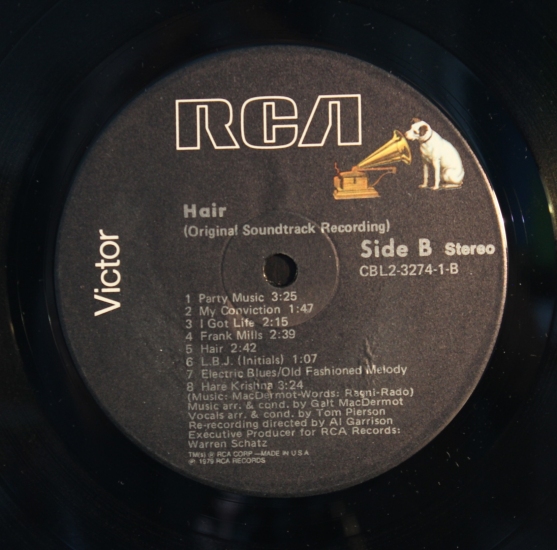 RCA
Victor
Hair
(Original Soundtrack Recording)
Side B Stereo
CBL2-3274-1-B
1 Party Music 3:25
2 My Conviction 1:47
3 I Got Life 2:15
4 Frank Mills 2:39
5 Hair 2:42
6 L.B.J. (Initials) 1:07
7 Electric Blues/Old Fashioned Melody
8 Hare Krishna 3:24
(Music: MacDermot-Words: Ragni-Rado)
Music arr. & cond. by Galt MacDermot
Vocals arr. & cond. by Tom Pierson
Re-recording directed by Al Garrison
Executive Producer for RCA Records:
Warren Schatz
TM(s) ® RCA CORP —MADE IN U S A
℗ 1979 RCA RECORDS